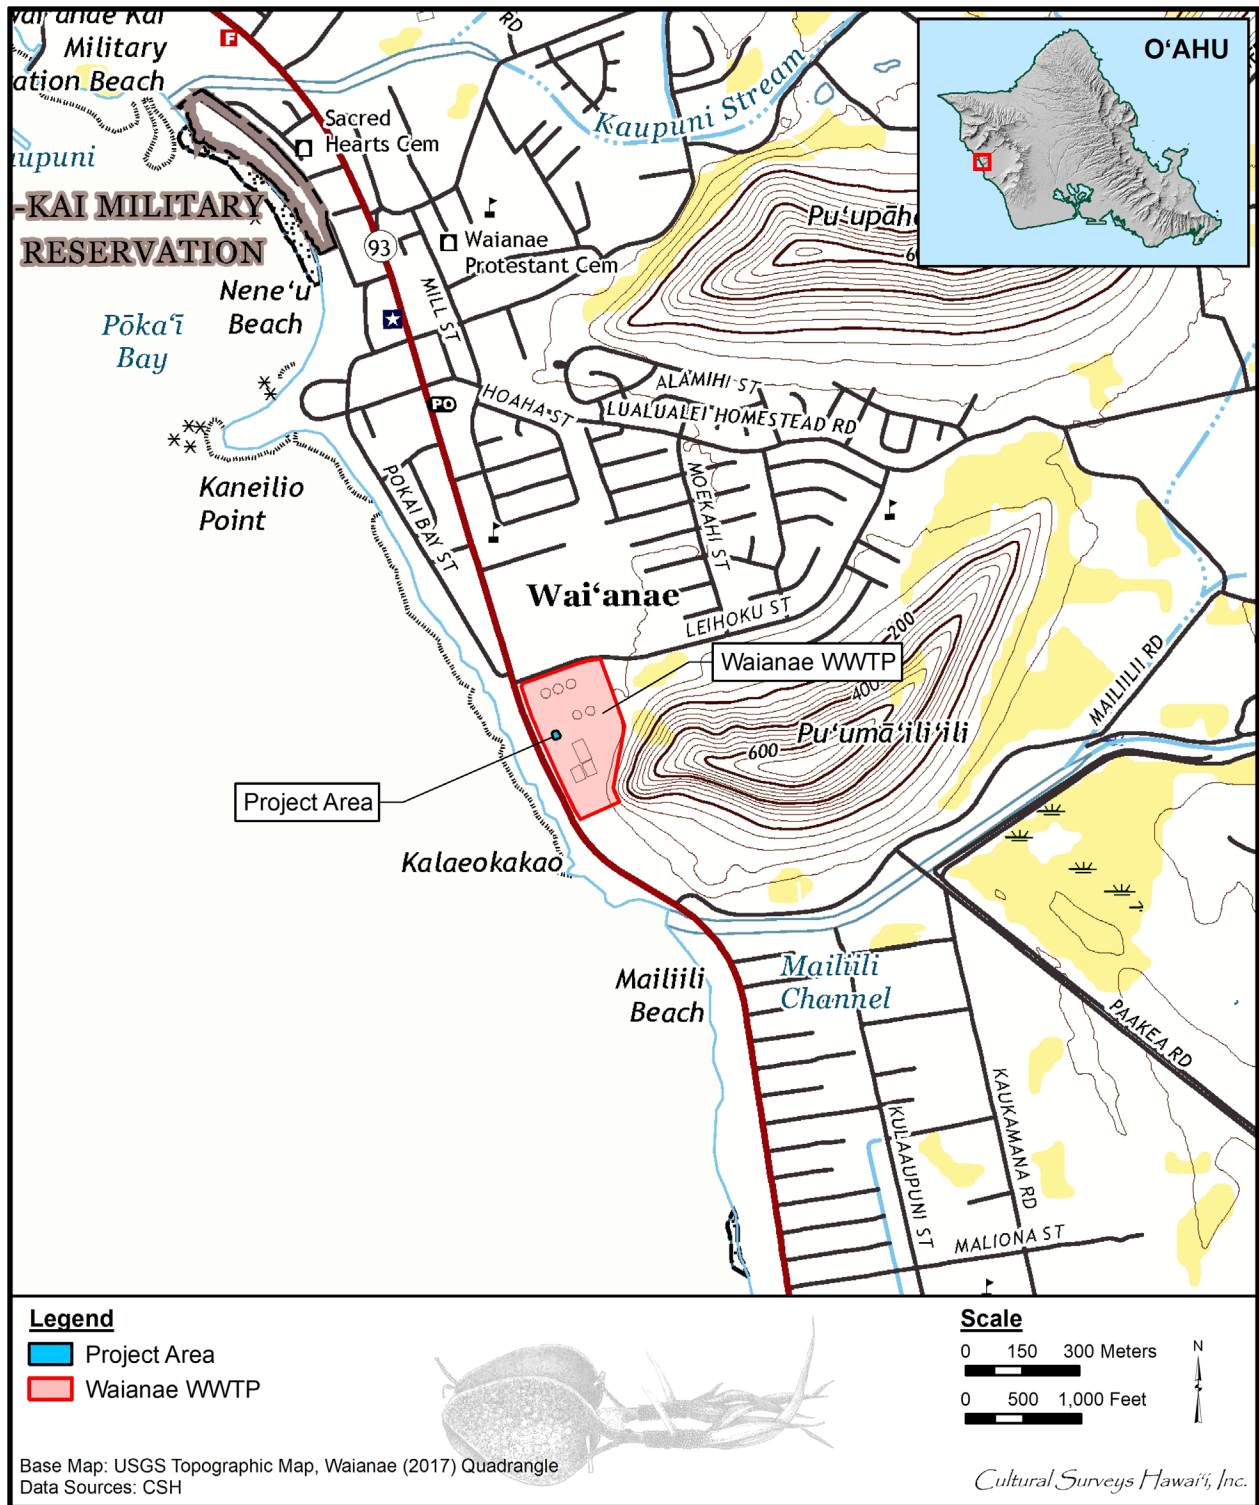 Military
ation Beach
Kaupuni Stream
Sacred
Hearts Cem
O‘AHU
aupuni
-KAI MILITARY
RESERVATION
93
Waianae
Protestant Cem
Nene‘u
Beach
MILL ST
Pōka‘ī
Bay
F
RD
600
PO
HOAHA ST
ALAMIHI ST
LUALUALEI HOMESTEAD RD
Kaneilio
Point
POKAI BAY ST
MOEKAHI ST
Wai‘anae
LEIHOKU ST
200
400
600
Waianae WWTP
Pu‘umā‘ili‘ili
MAILIILII RD
Project Area
Kalaeokakao
Mailiili
Beach
Mailiili
Channel
PAAKEA RD
KULAAUPUNI ST
KAUKAMANA RD
MALIONA ST
Legend
Project Area
Waianae WWTP
Scale
0 150 300 Meters
0 500 1,000 Feet
N
Base Map: USGS Topographic Map, Waianae (2017) Quadrangle
Data Sources: CSH
Cultural Surveys Hawai‘i, Inc.